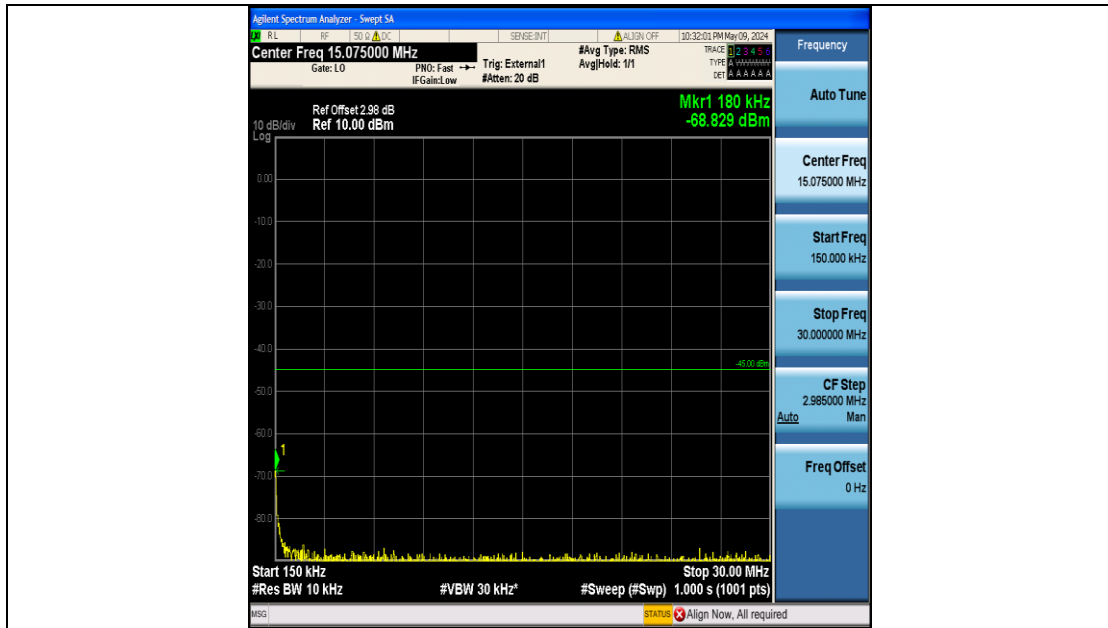 Agilent Spectrum Analyzer - Swept SA
RL RF 50 Ω DC SENSE:INT ALIGN OFF 10:32:01 PM May 09, 2024
Center Freq 15.075000 MHz
Gate: LO
PNO: Fast
IFGain:Low
Trig: External1
#Atten: 20 dB
#Avg Type: RMS
Avg|Hold: 1/1
TRACE 1 2 3 4 5 6
TYPE A WWWWW
DET A A A A A A
Ref Offset 2.98 dB
10 dB/div Ref 10.00 dBm
Log
Mkr1 180 kHz
-68.829 dBm
0.00
-10.0
-20.0
-30.0
-40.0
-45.00 dBm
-50.0
-60.0
1
-70.0
-80.0
Start 150 kHz Stop 30.00 MHz
#Res BW 10 kHz #VBW 30 kHz* #Sweep (#Swp) 1.000 s (1001 pts)
MSG STATUS Align Now, All required
Frequency
Auto Tune
Center Freq
15.075000 MHz
Start Freq
150.000 kHz
Stop Freq
30.000000 MHz
CF Step
2.985000 MHz
Auto Man
Freq Offset
0 Hz